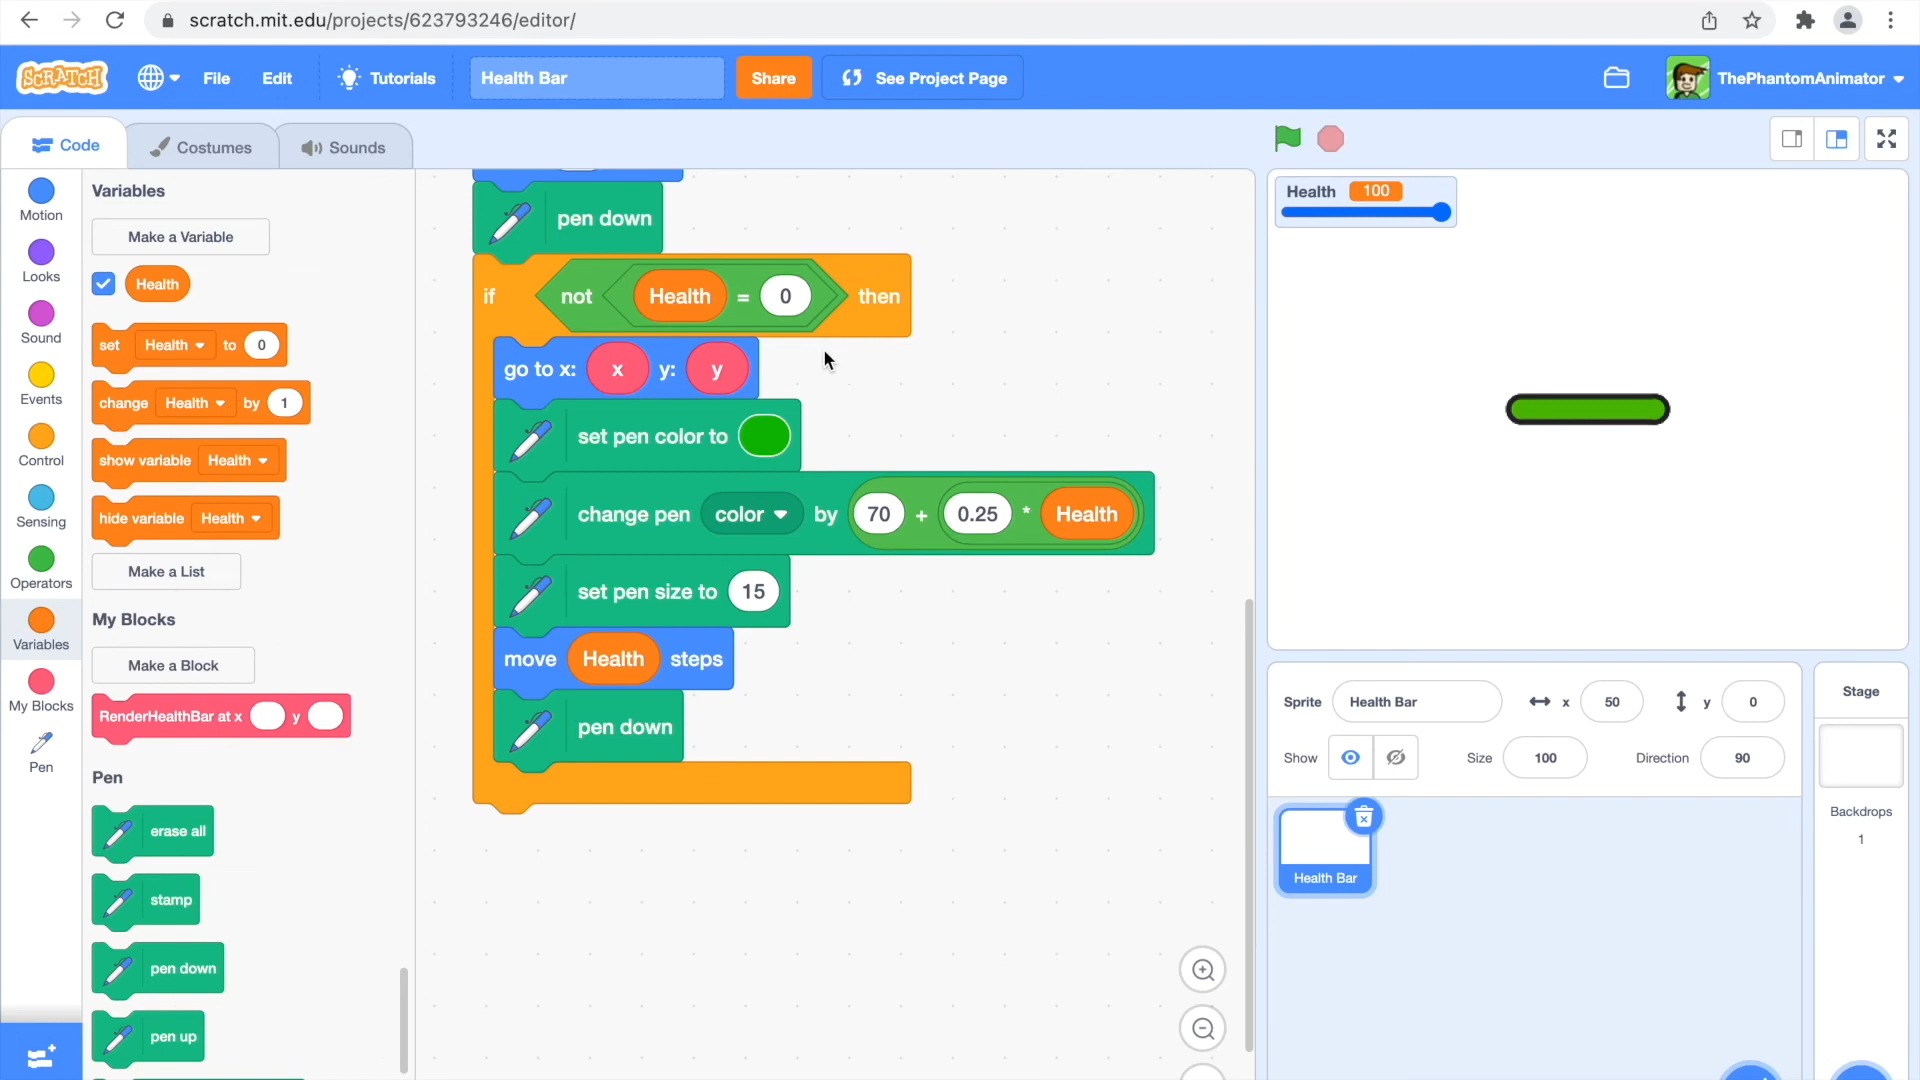 scratch.mit.edu/projects/623793246/editor/
SCRATCH
File
Edit
Tutorials
Health Bar
Share
See Project Page
ThePhantomAnimator
Code
Costumes
Sounds
Motion
Looks
Sound
Events
Control
Sensing
Operators
Variables
My Blocks
Pen
Variables
Make a Variable
Health
set Health to 0
change Health by 1
show variable Health
hide variable Health
Make a List
My Blocks
Make a Block
RenderHealthBar at x y
Pen
erase all
stamp
pen down
pen up
pen down
if not Health = 0 then
go to x: x y: y
set pen color to
change pen color by 70 + 0.25 * Health
set pen size to 15
move Health steps
pen down
Health 100
Sprite Health Bar x 50 y 0
Show Size 100 Direction 90
Health Bar
Stage
Backdrops
1